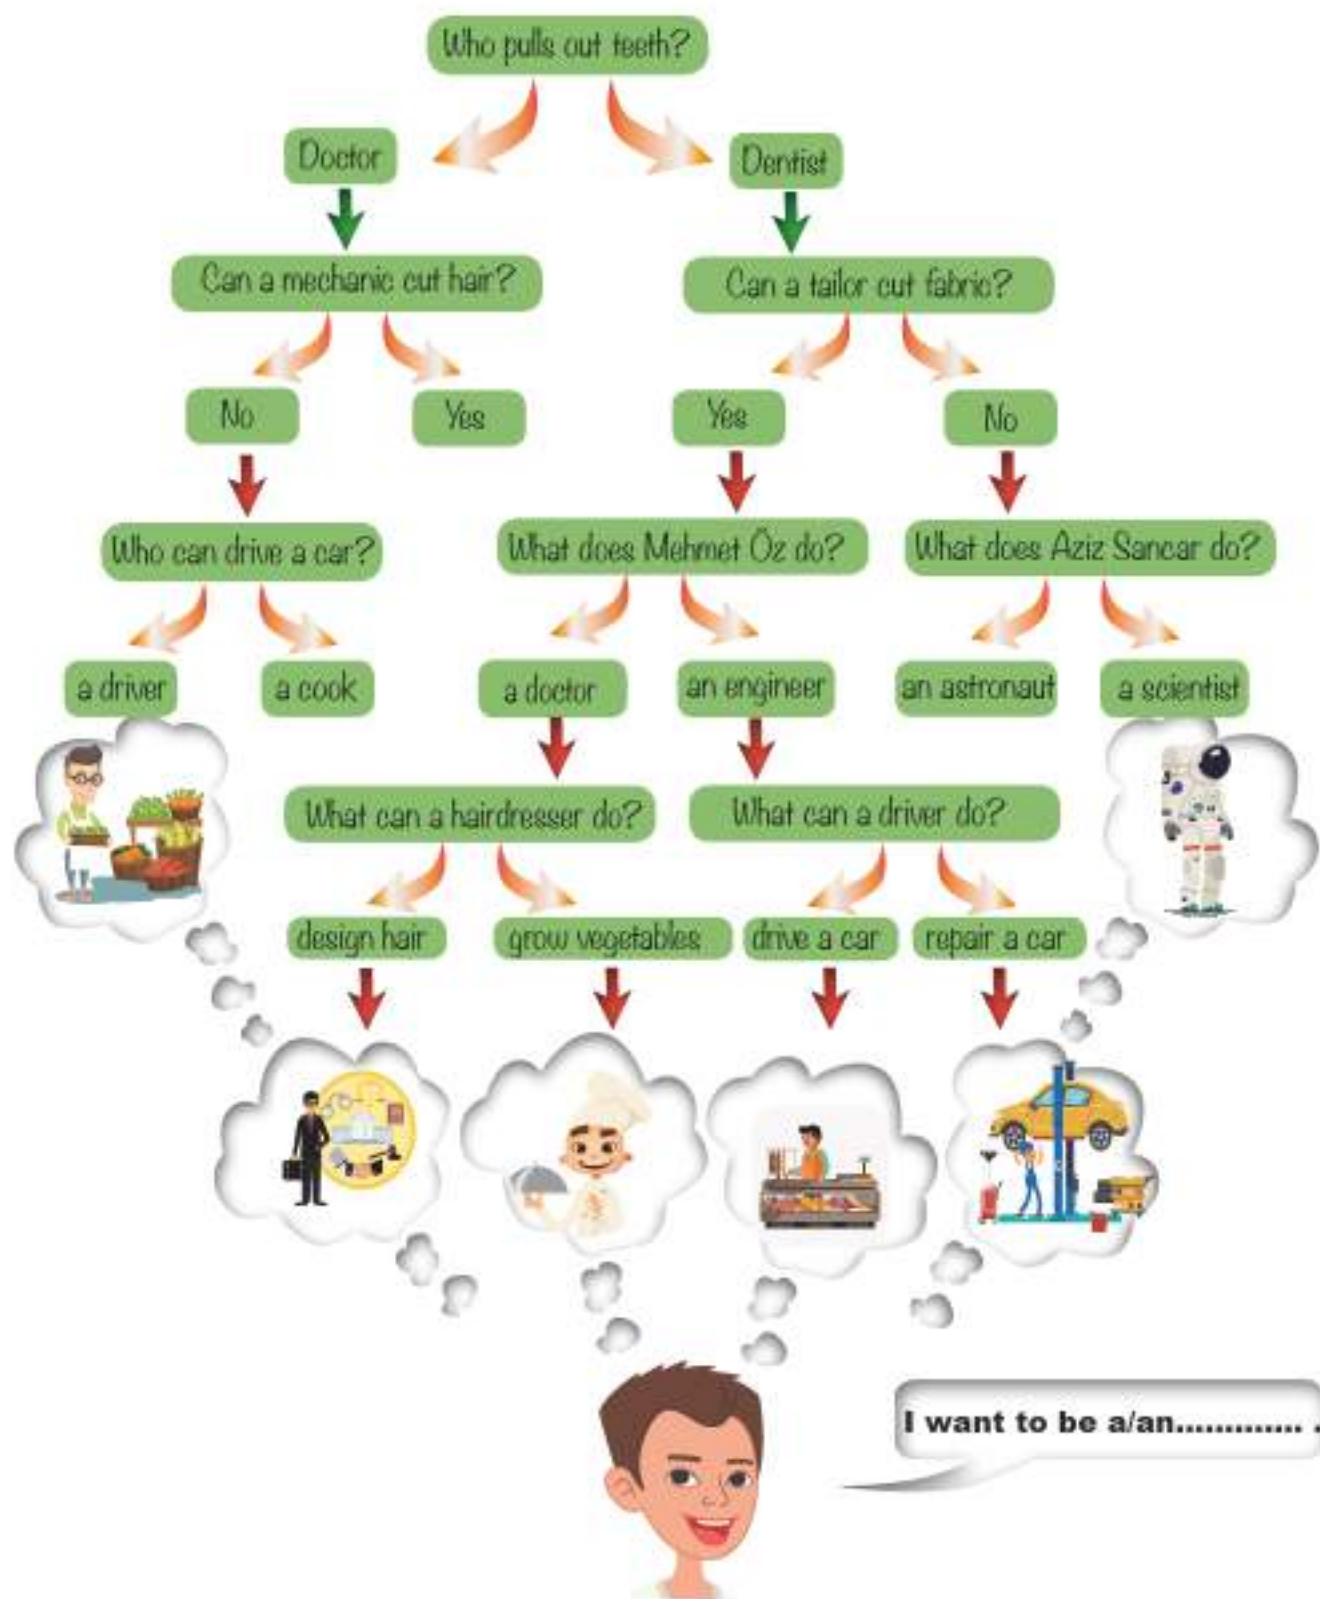 Who pulls out teeth?
Doctor
Dentist
Can a mechanic cut hair?
Can a tailor cut fabric?
No
Yes
Yes
No
Who can drive a car?
What does Mehmet Öz do?
What does Aziz Sancar do?
a driver
a cook
a doctor
an engineer
an astronaut
a scientist
What can a hairdresser do?
What can a driver do?
design hair
grow vegetables
drive a car
repair a car
I want to be a/an............. .